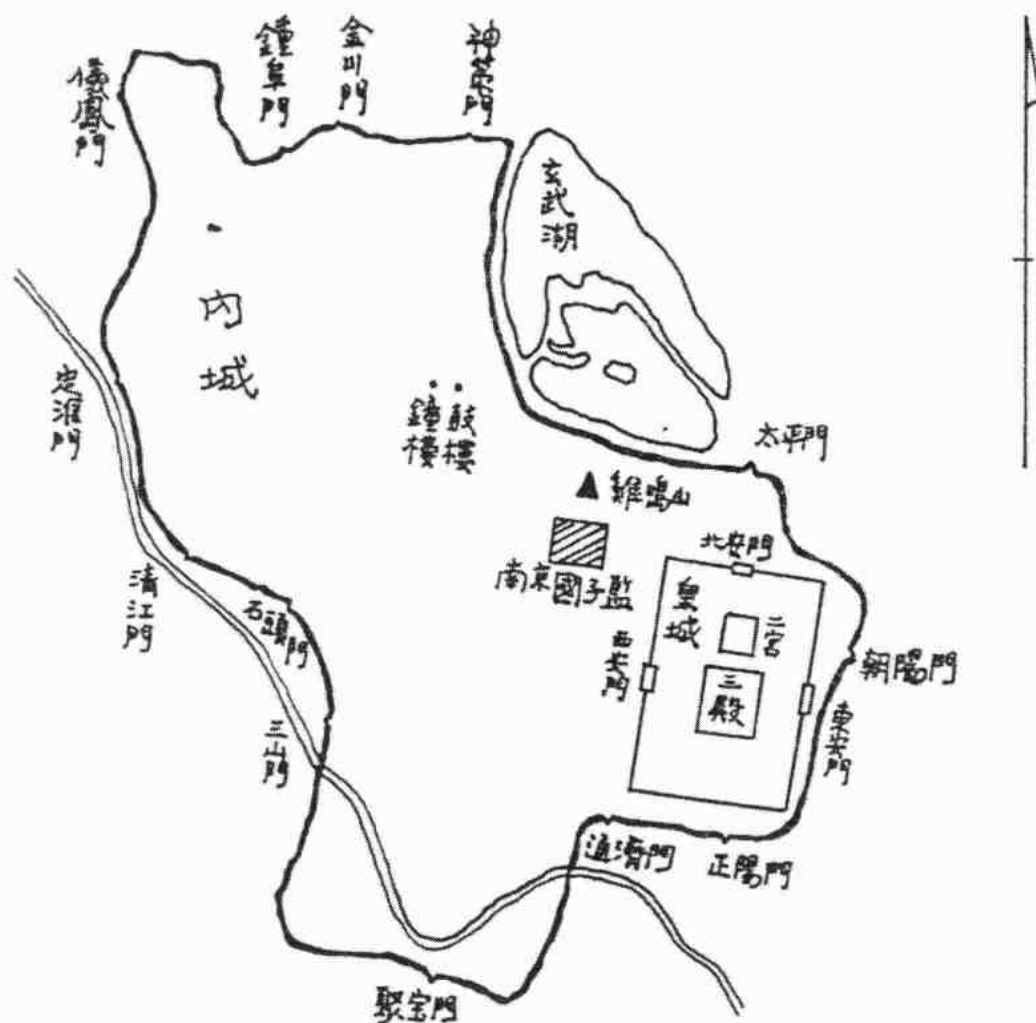 儀鳳門
鐘阜門
金川門
神策門
玄武湖
內城
定淮門
鐘樓
鼓樓
太平門
雞鳴山
北安門
南京國子監
皇城
二宮
三殿
西安門
東安門
朝陽門
清江門
石頭門
三山門
通濟門
正陽門
聚宝門